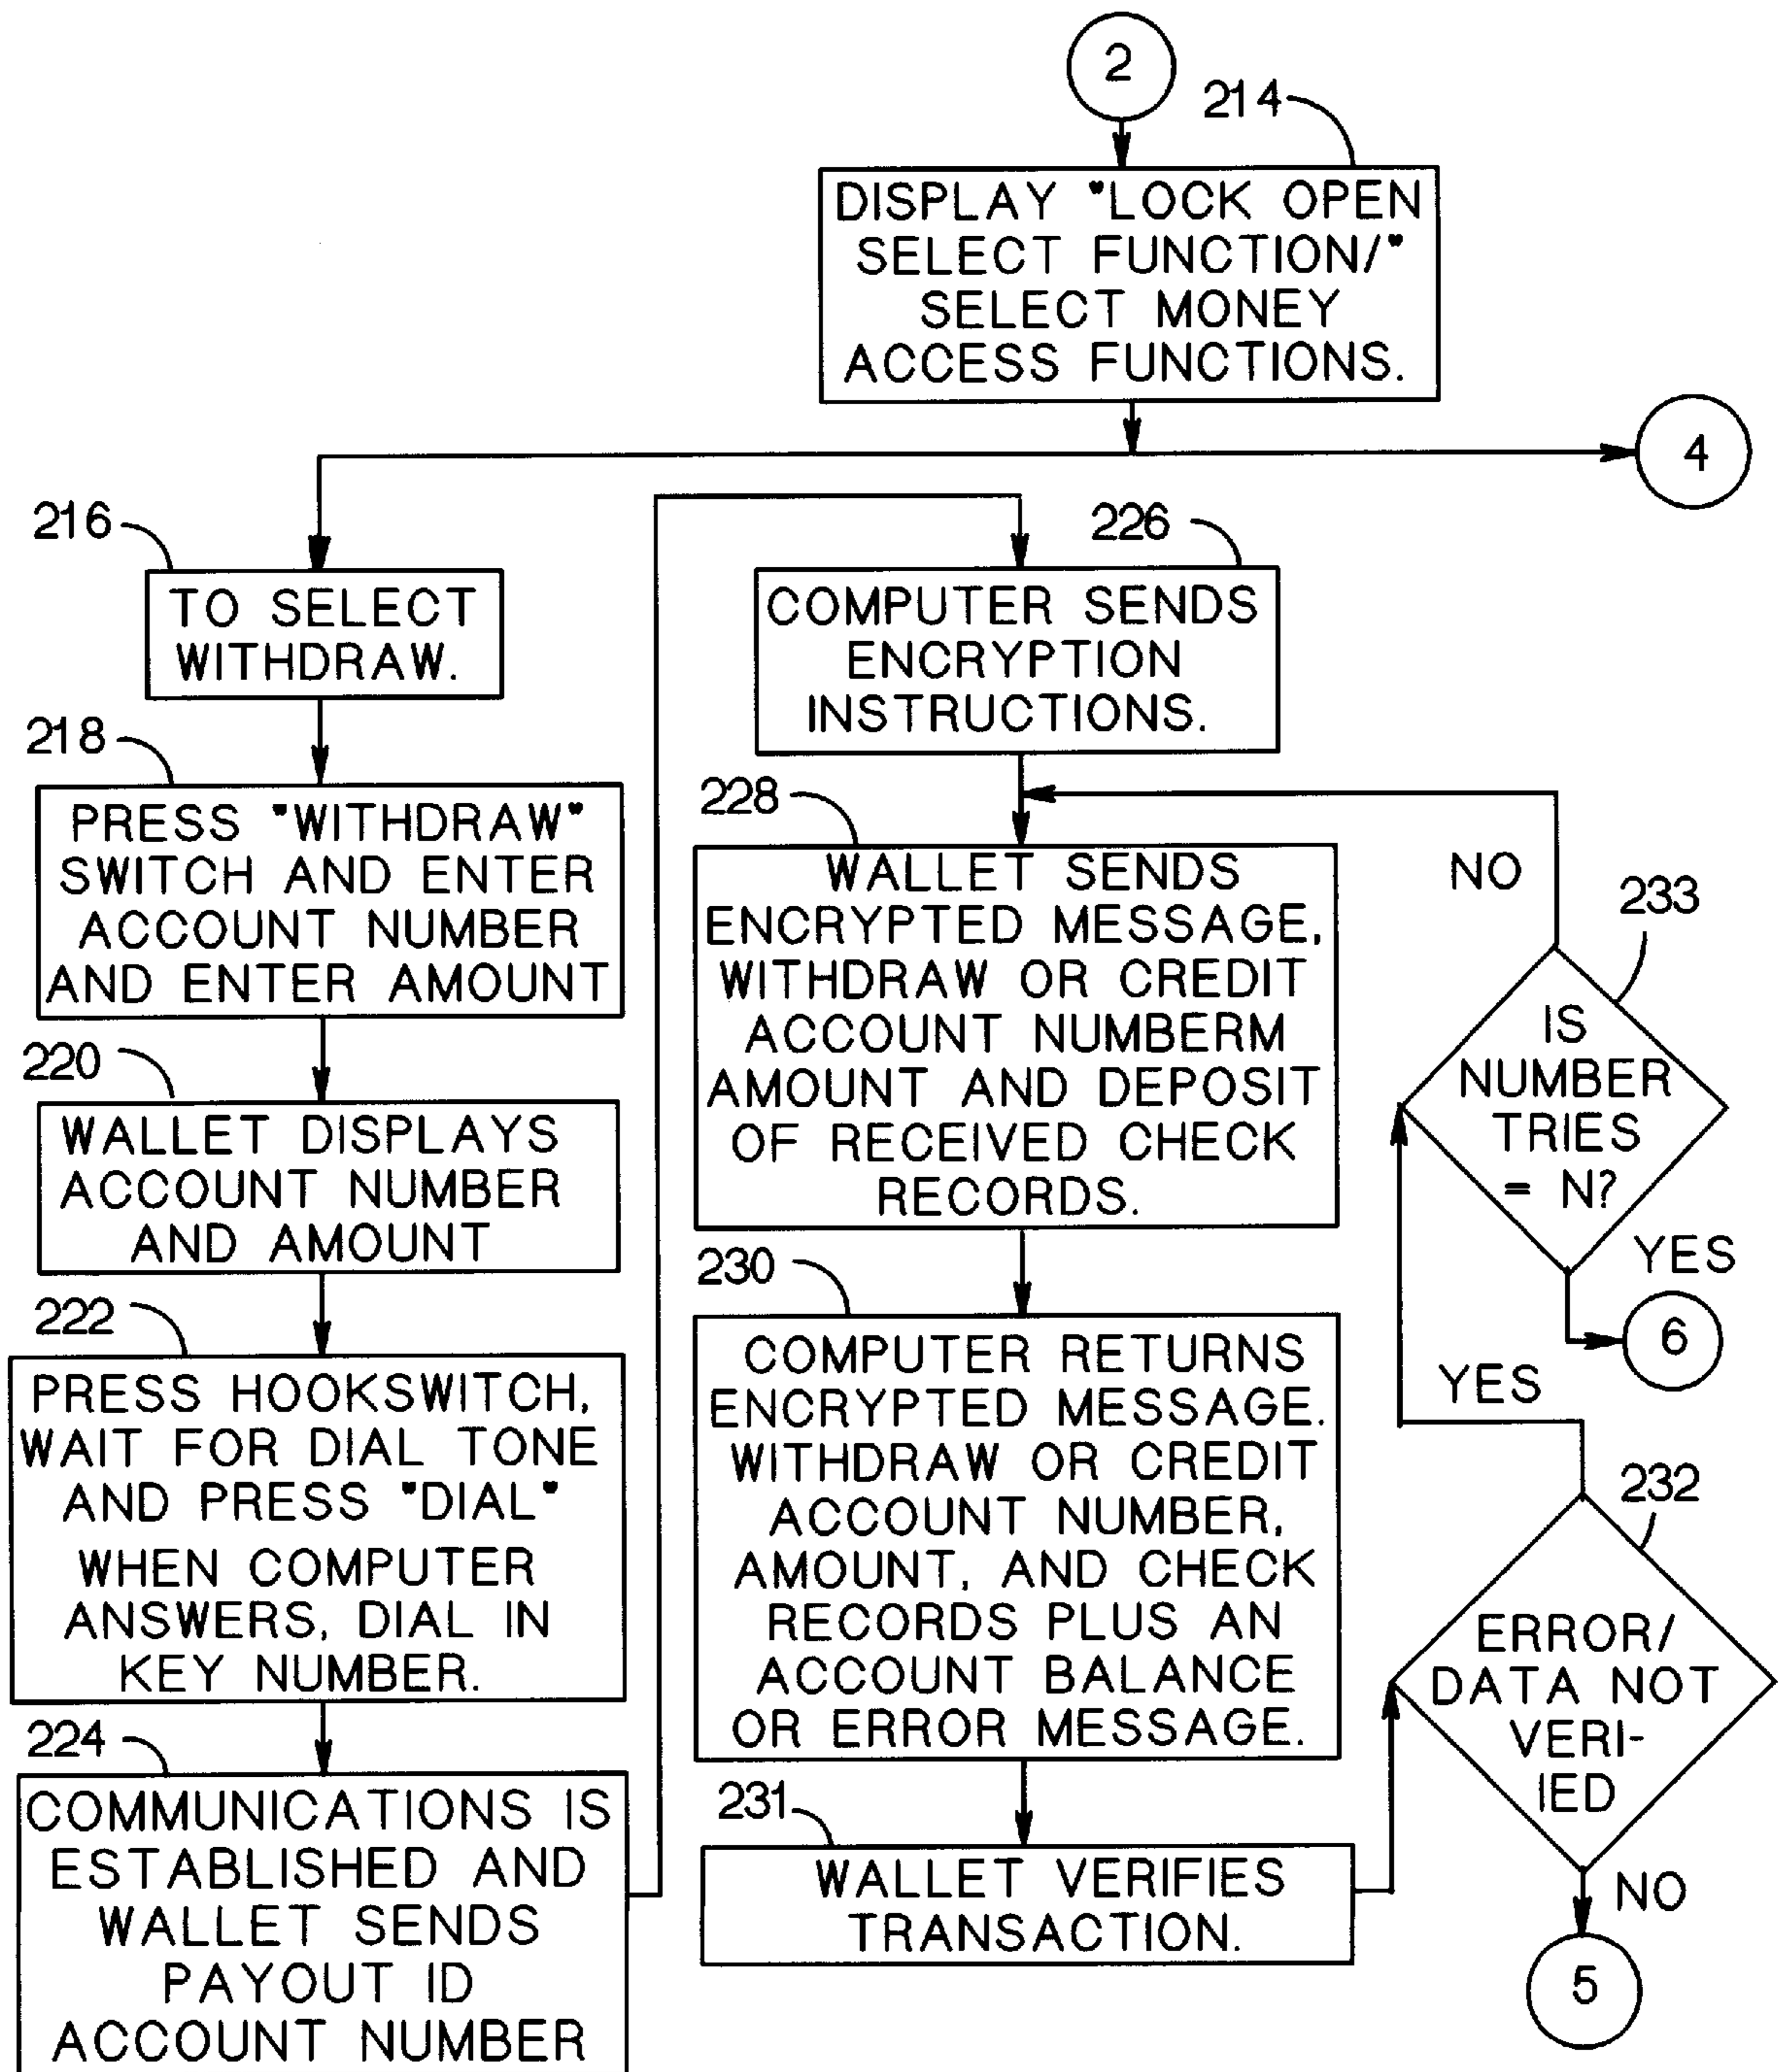 2
214
DISPLAY "LOCK OPEN
SELECT FUNCTION/"
SELECT MONEY
ACCESS FUNCTIONS.
4
216
TO SELECT
WITHDRAW.
218
PRESS "WITHDRAW"
SWITCH AND ENTER
ACCOUNT NUMBER
AND ENTER AMOUNT
220
WALLET DISPLAYS
ACCOUNT NUMBER
AND AMOUNT
222
PRESS HOOKSWITCH,
WAIT FOR DIAL TONE
AND PRESS "DIAL"
WHEN COMPUTER
ANSWERS, DIAL IN
KEY NUMBER.
224
COMMUNICATIONS IS
ESTABLISHED AND
WALLET SENDS
PAYOUT ID
ACCOUNT NUMBER
226
COMPUTER SENDS
ENCRYPTION
INSTRUCTIONS.
228
WALLET SENDS
ENCRYPTED MESSAGE,
WITHDRAW OR CREDIT
ACCOUNT NUMBERM
AMOUNT AND DEPOSIT
OF RECEIVED CHECK
RECORDS.
230
COMPUTER RETURNS
ENCRYPTED MESSAGE.
WITHDRAW OR CREDIT
ACCOUNT NUMBER,
AMOUNT, AND CHECK
RECORDS PLUS AN
ACCOUNT BALANCE
OR ERROR MESSAGE.
231
WALLET VERIFIES
TRANSACTION.
NO
233
IS
NUMBER
TRIES
= N?
YES
6
YES
232
ERROR/
DATA NOT
VERI-
IED
NO
5